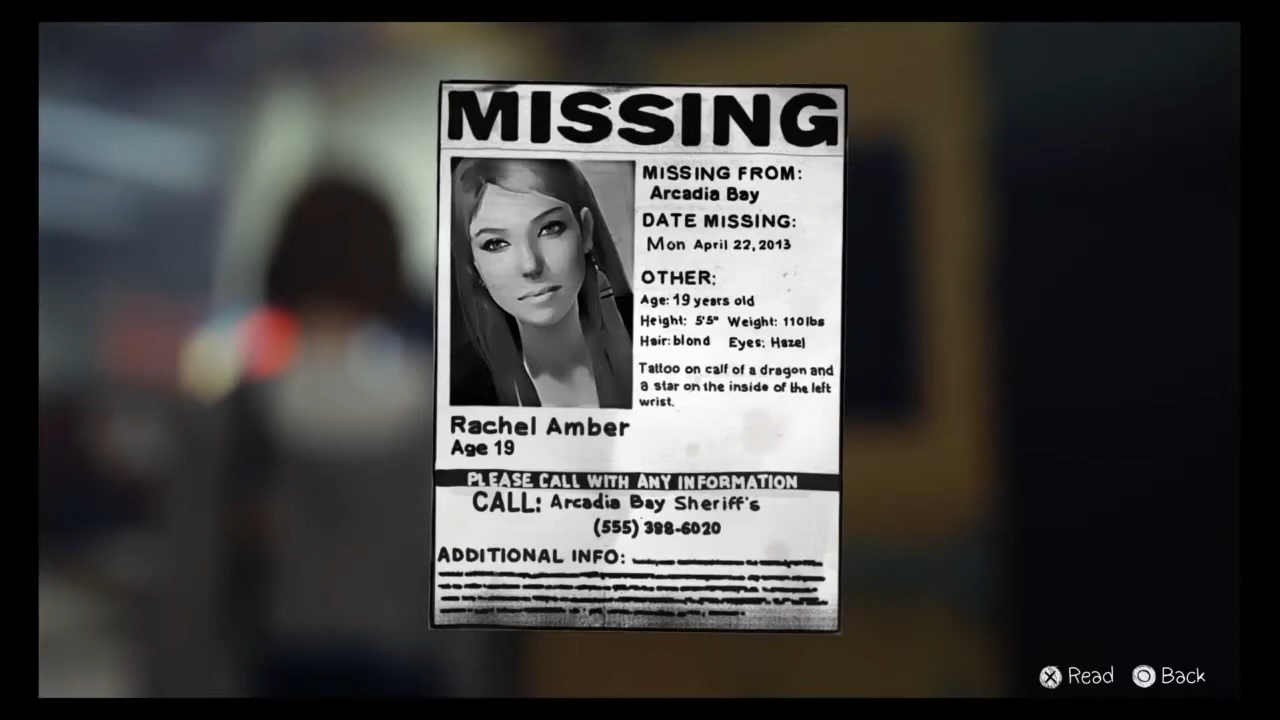 MISSING
MISSING FROM:
Arcadia Bay
DATE MISSING:
Mon April 22, 2013
OTHER:
Age: 19 years old
Height: 5'5" Weight: 110lbs
Hair: blond Eyes: Hazel
Tattoo on calf of a dragon and
a star on the inside of the left
wrist.
Rachel Amber
Age 19
PLEASE CALL WITH ANY INFORMATION
CALL: Arcadia Bay Sheriff's
(555) 398-6020
ADDITIONAL INFO:
Read Back